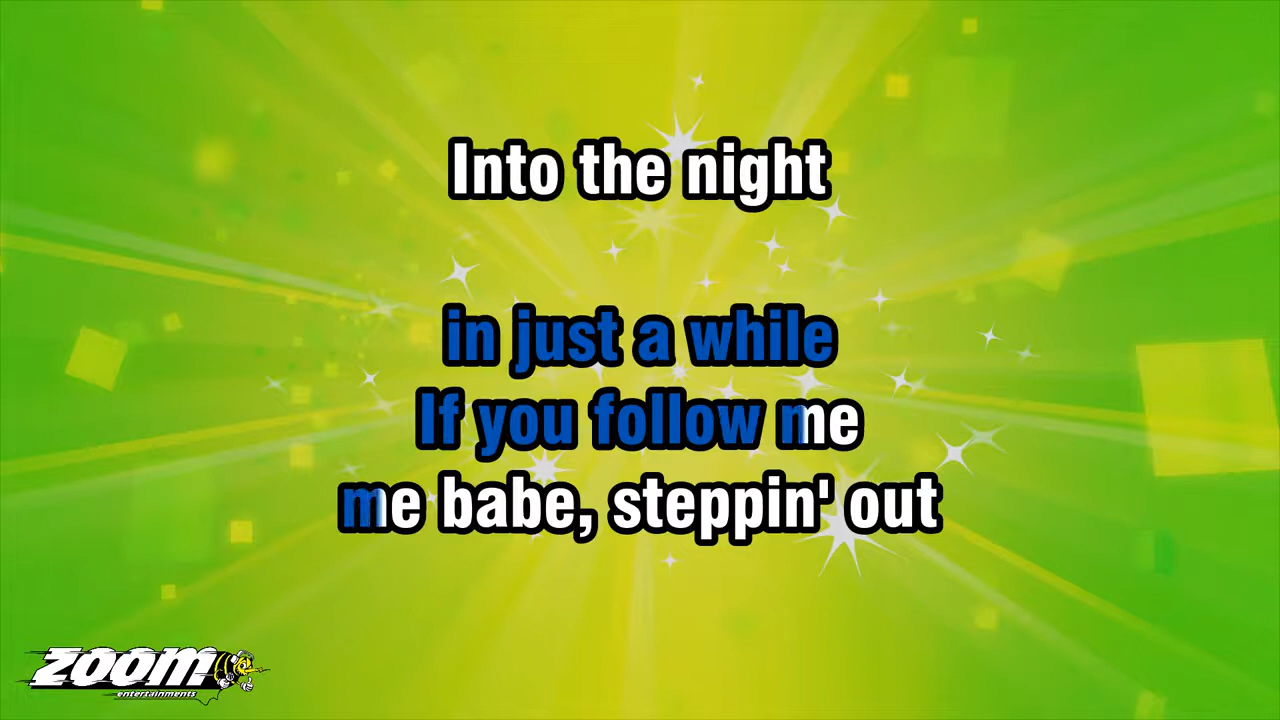 Into the night
in just a while
If you follow me
me babe, steppin' out
zoom
entertainments